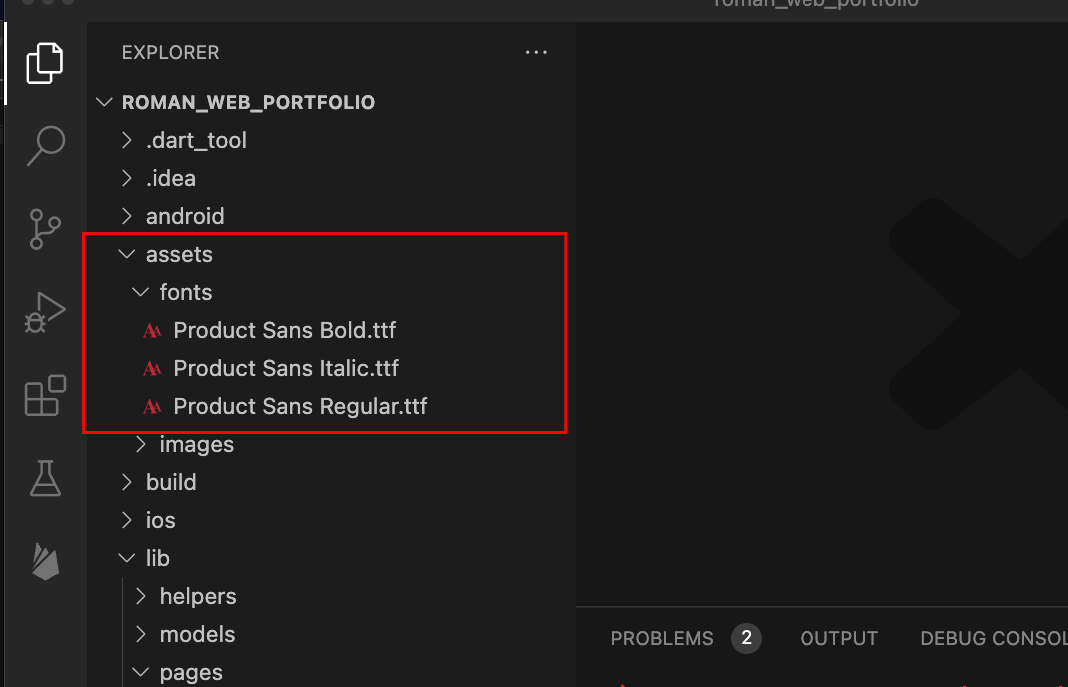 roman_web_portfolio
EXPLORER
ROMAN_WEB_PORTFOLIO
.dart_tool
.idea
android
assets
fonts
Product Sans Bold.ttf
Product Sans Italic.ttf
Product Sans Regular.ttf
images
build
ios
lib
helpers
models
pages
PROBLEMS 2 OUTPUT DEBUG CONSOL